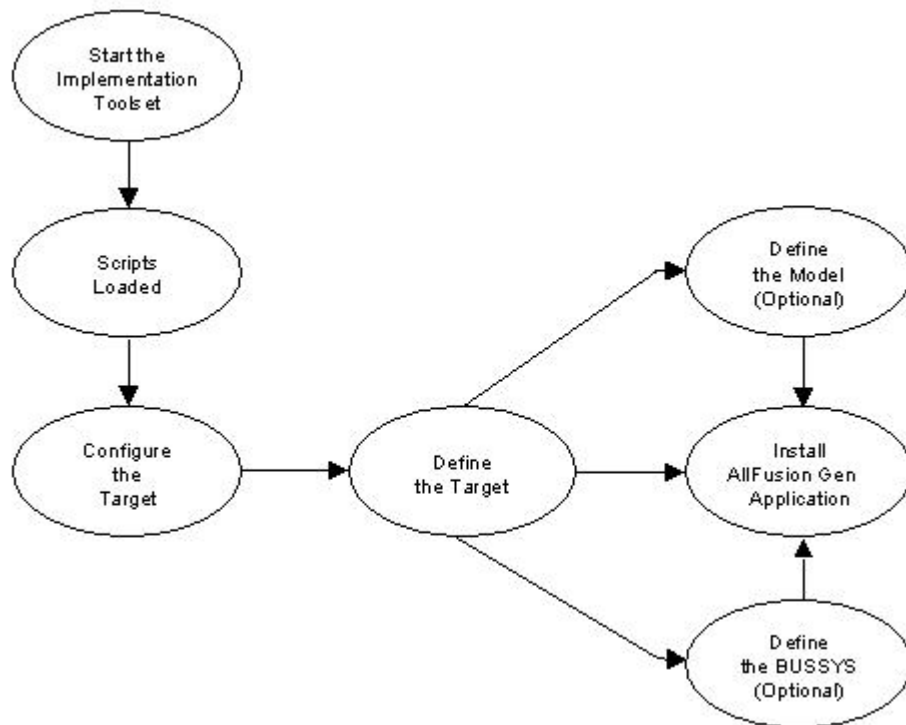 Start the
Implementation
Toolset
Scripts
Loaded
Define
the Model
(Optional)
Configure
the
Target
Define
the Target
Install
AllFusion Gen
Application
Define
the BUSSYS
(Optional)